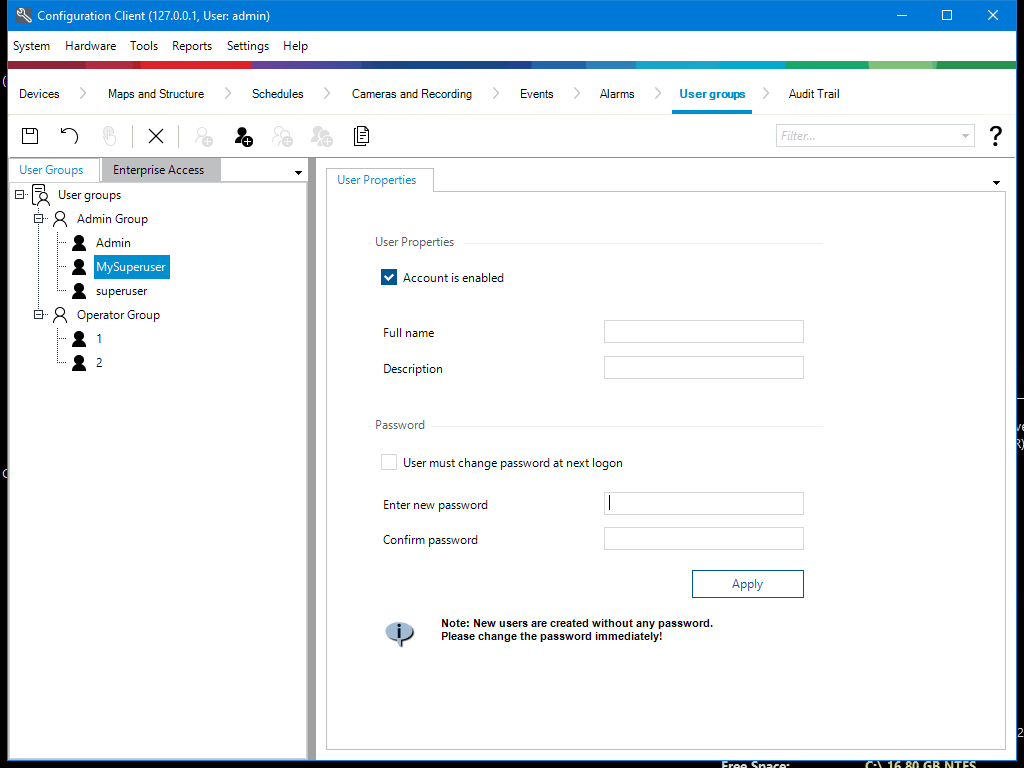 Configuration Client (127.0.0.1, User: admin)
System Hardware Tools Reports Settings Help
Devices Maps and Structure Schedules Cameras and Recording Events Alarms User groups Audit Trail
Filter...
User Groups Enterprise Access
User groups
Admin Group
Admin
MySuperuser
superuser
Operator Group
1
2
User Properties
User Properties
Account is enabled
Full name
Description
Password
User must change password at next logon
Enter new password
Confirm password
Apply
Note: New users are created without any password.
Please change the password immediately!
Free Space: C:\ 16.80 GB NTFS